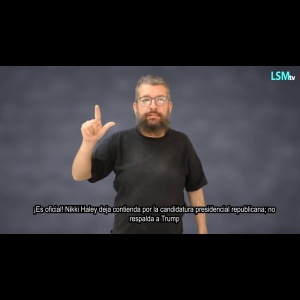 LSMtv
¡Es oficial! Nikki Haley deja contienda por la candidatura presidencial republicana; no
respalda a Trump